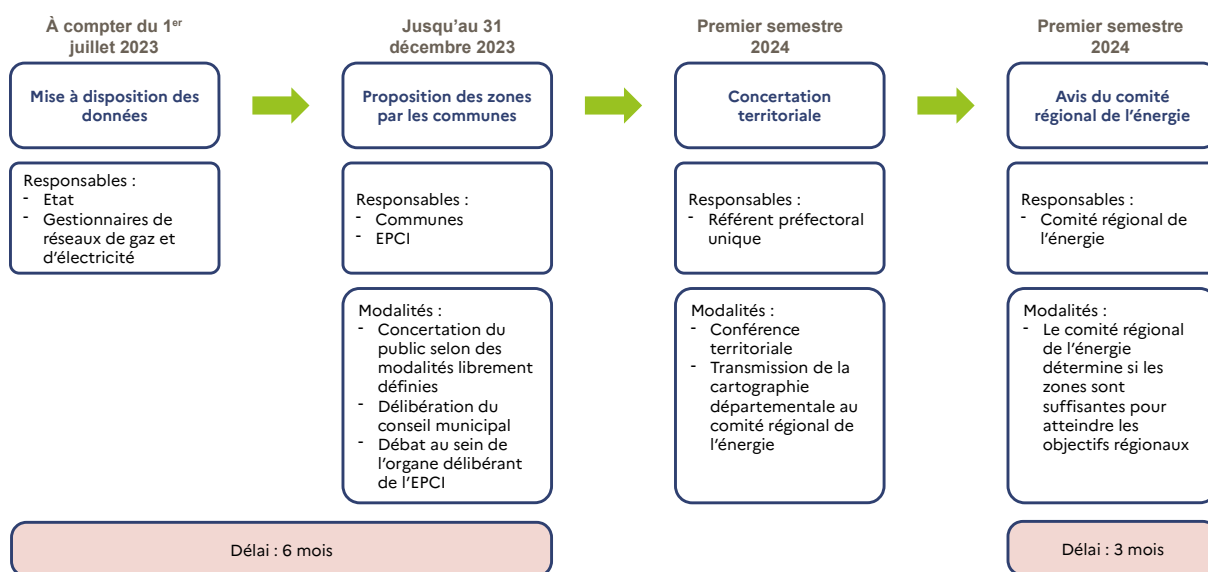 À compter du 1er
juillet 2023
Mise à disposition des
données
Responsables :
- Etat
- Gestionnaires de
réseaux de gaz et
d'électricité
Jusqu'au 31
décembre 2023
Proposition des zones
par les communes
Responsables :
- Communes
- EPCI
Modalités :
- Concertation du
public selon des
modalités librement
définies
- Délibération du
conseil municipal
- Débat au sein de
l'organe délibérant
de l'EPCI
Délai : 6 mois
Premier semestre
2024
Concertation
territoriale
Responsables :
- Référent préfectoral
unique
Modalités :
- Conférence
territoriale
- Transmission de la
cartographie
départementale au
comité régional de
l'énergie
Premier semestre
2024
Avis du comité
régional de l'énergie
Responsables :
- Comité régional de
l'énergie
Modalités :
- Le comité régional
de l'énergie
détermine si les
zones sont
suffisantes pour
atteindre les
objectifs régionaux
Délai : 3 mois